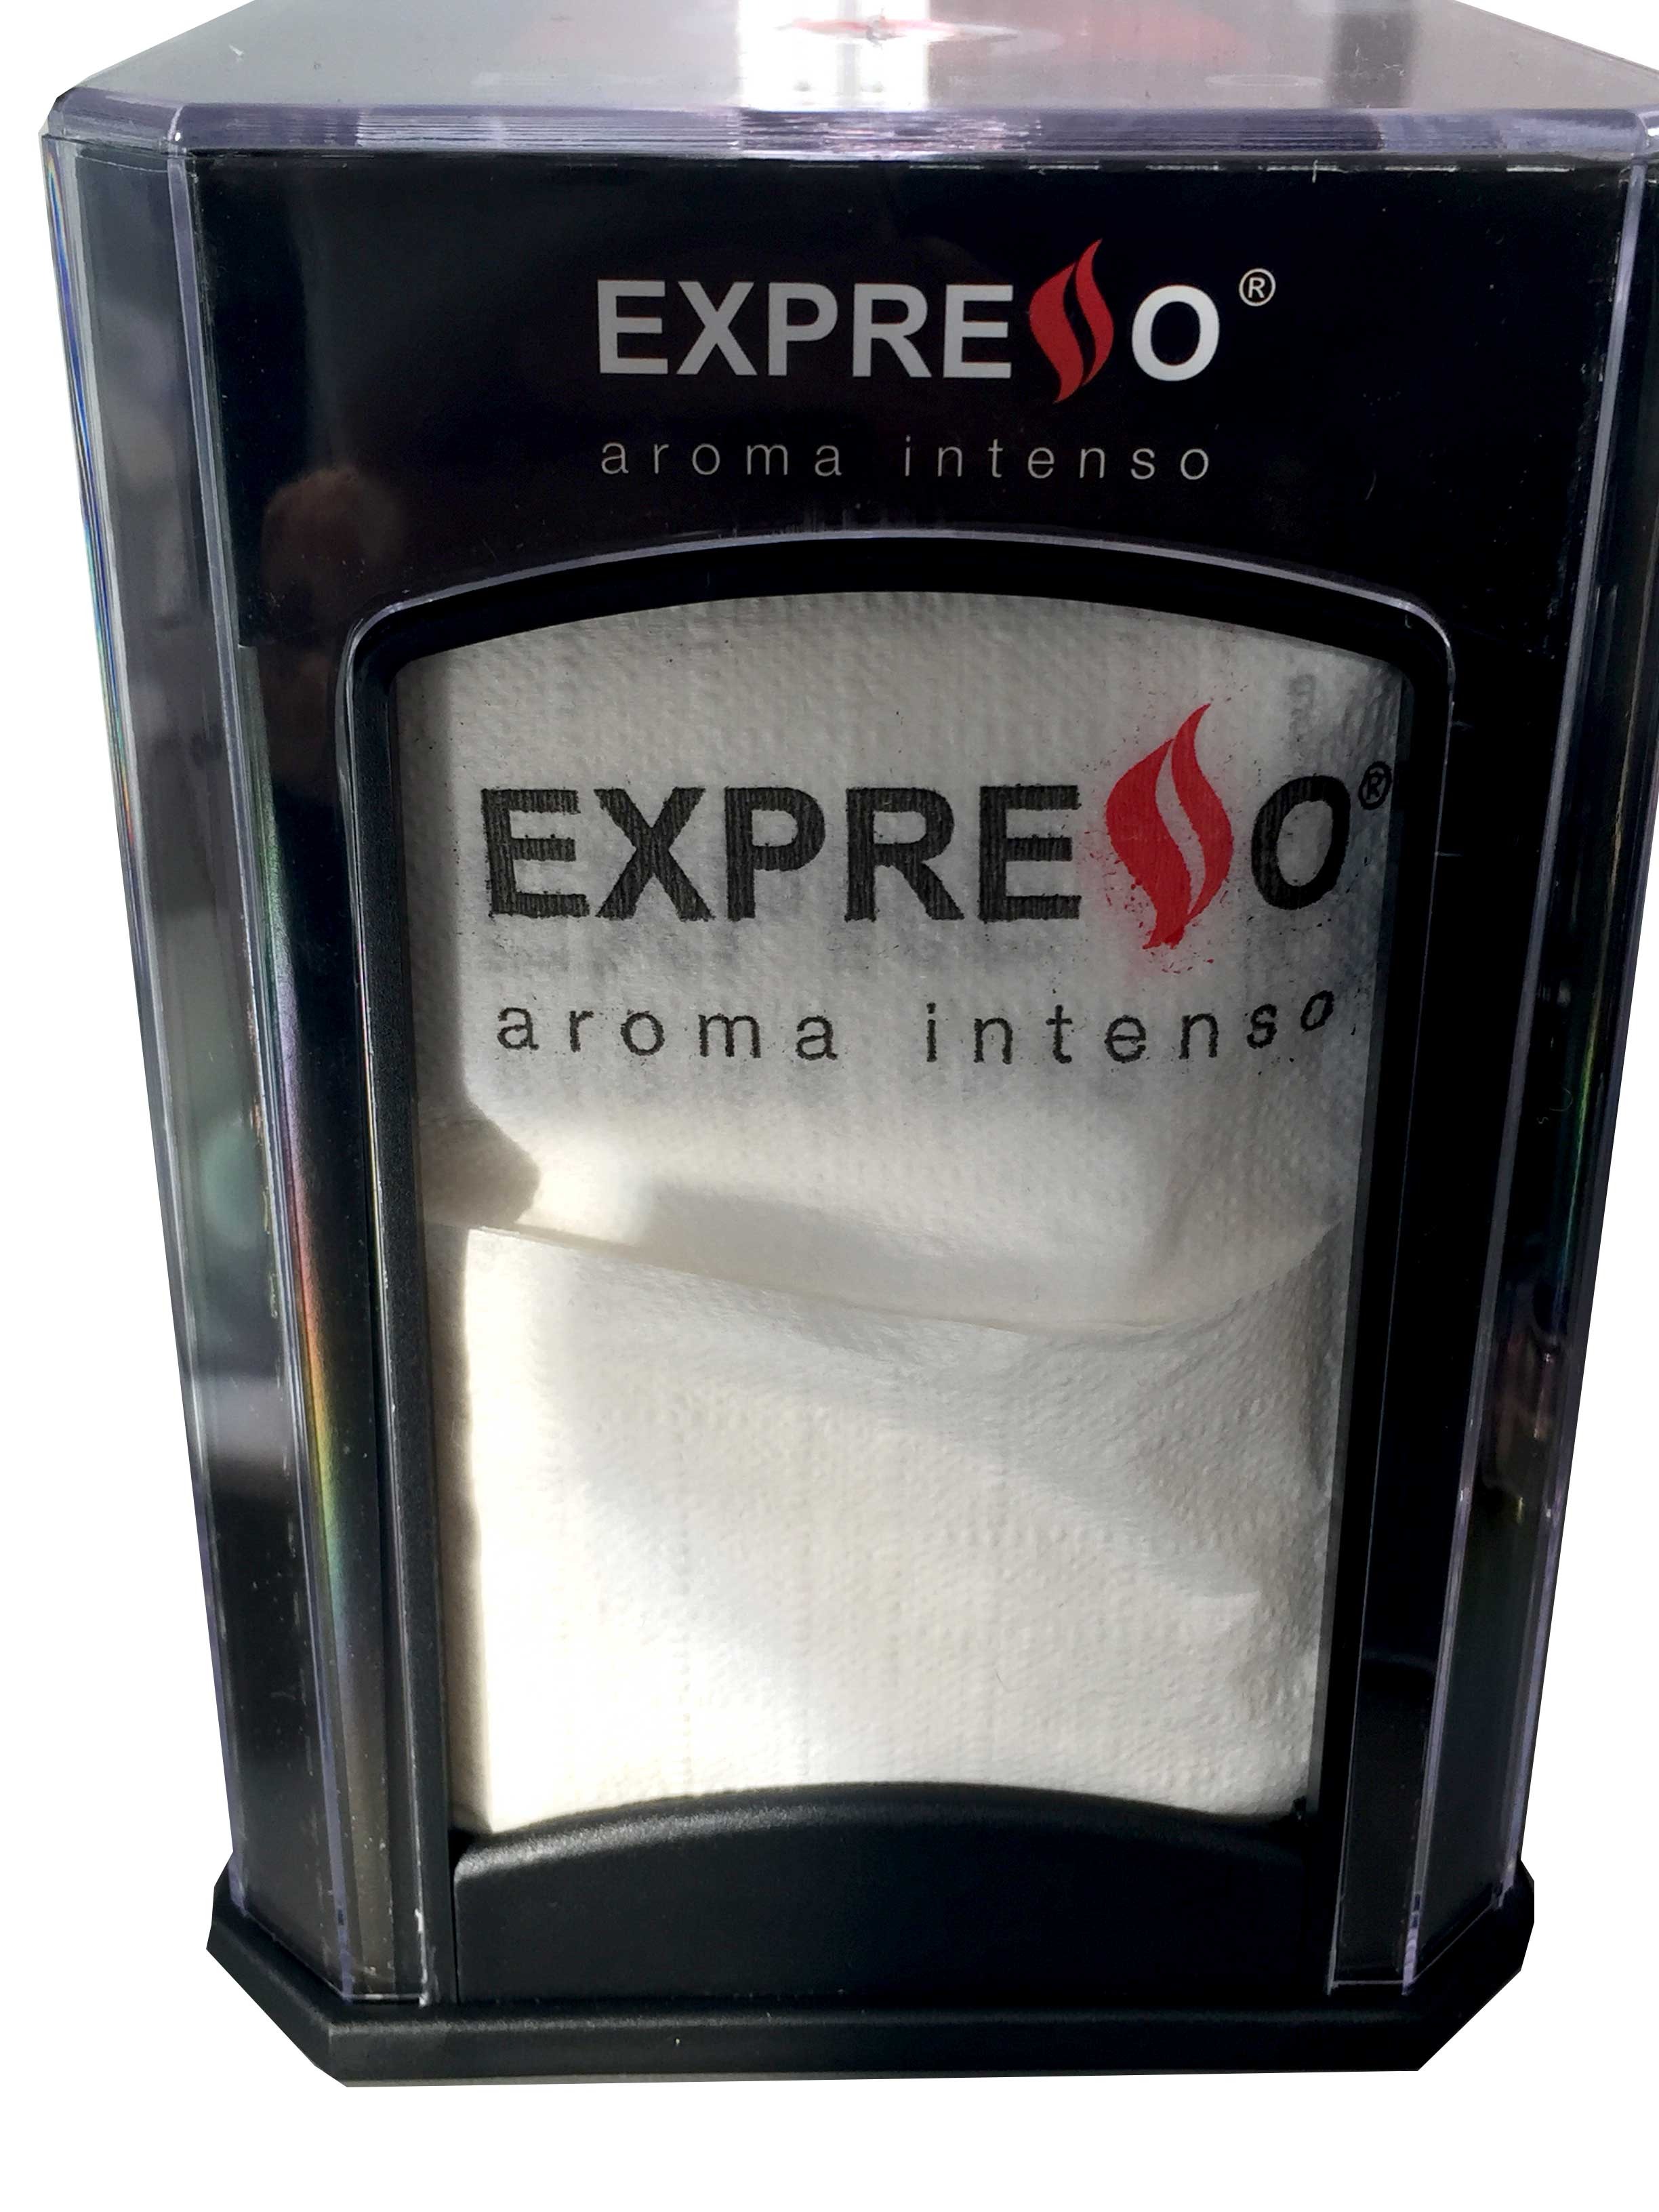 EXPRESSO®
aroma intenso
EXPRESSO®
aroma intenso